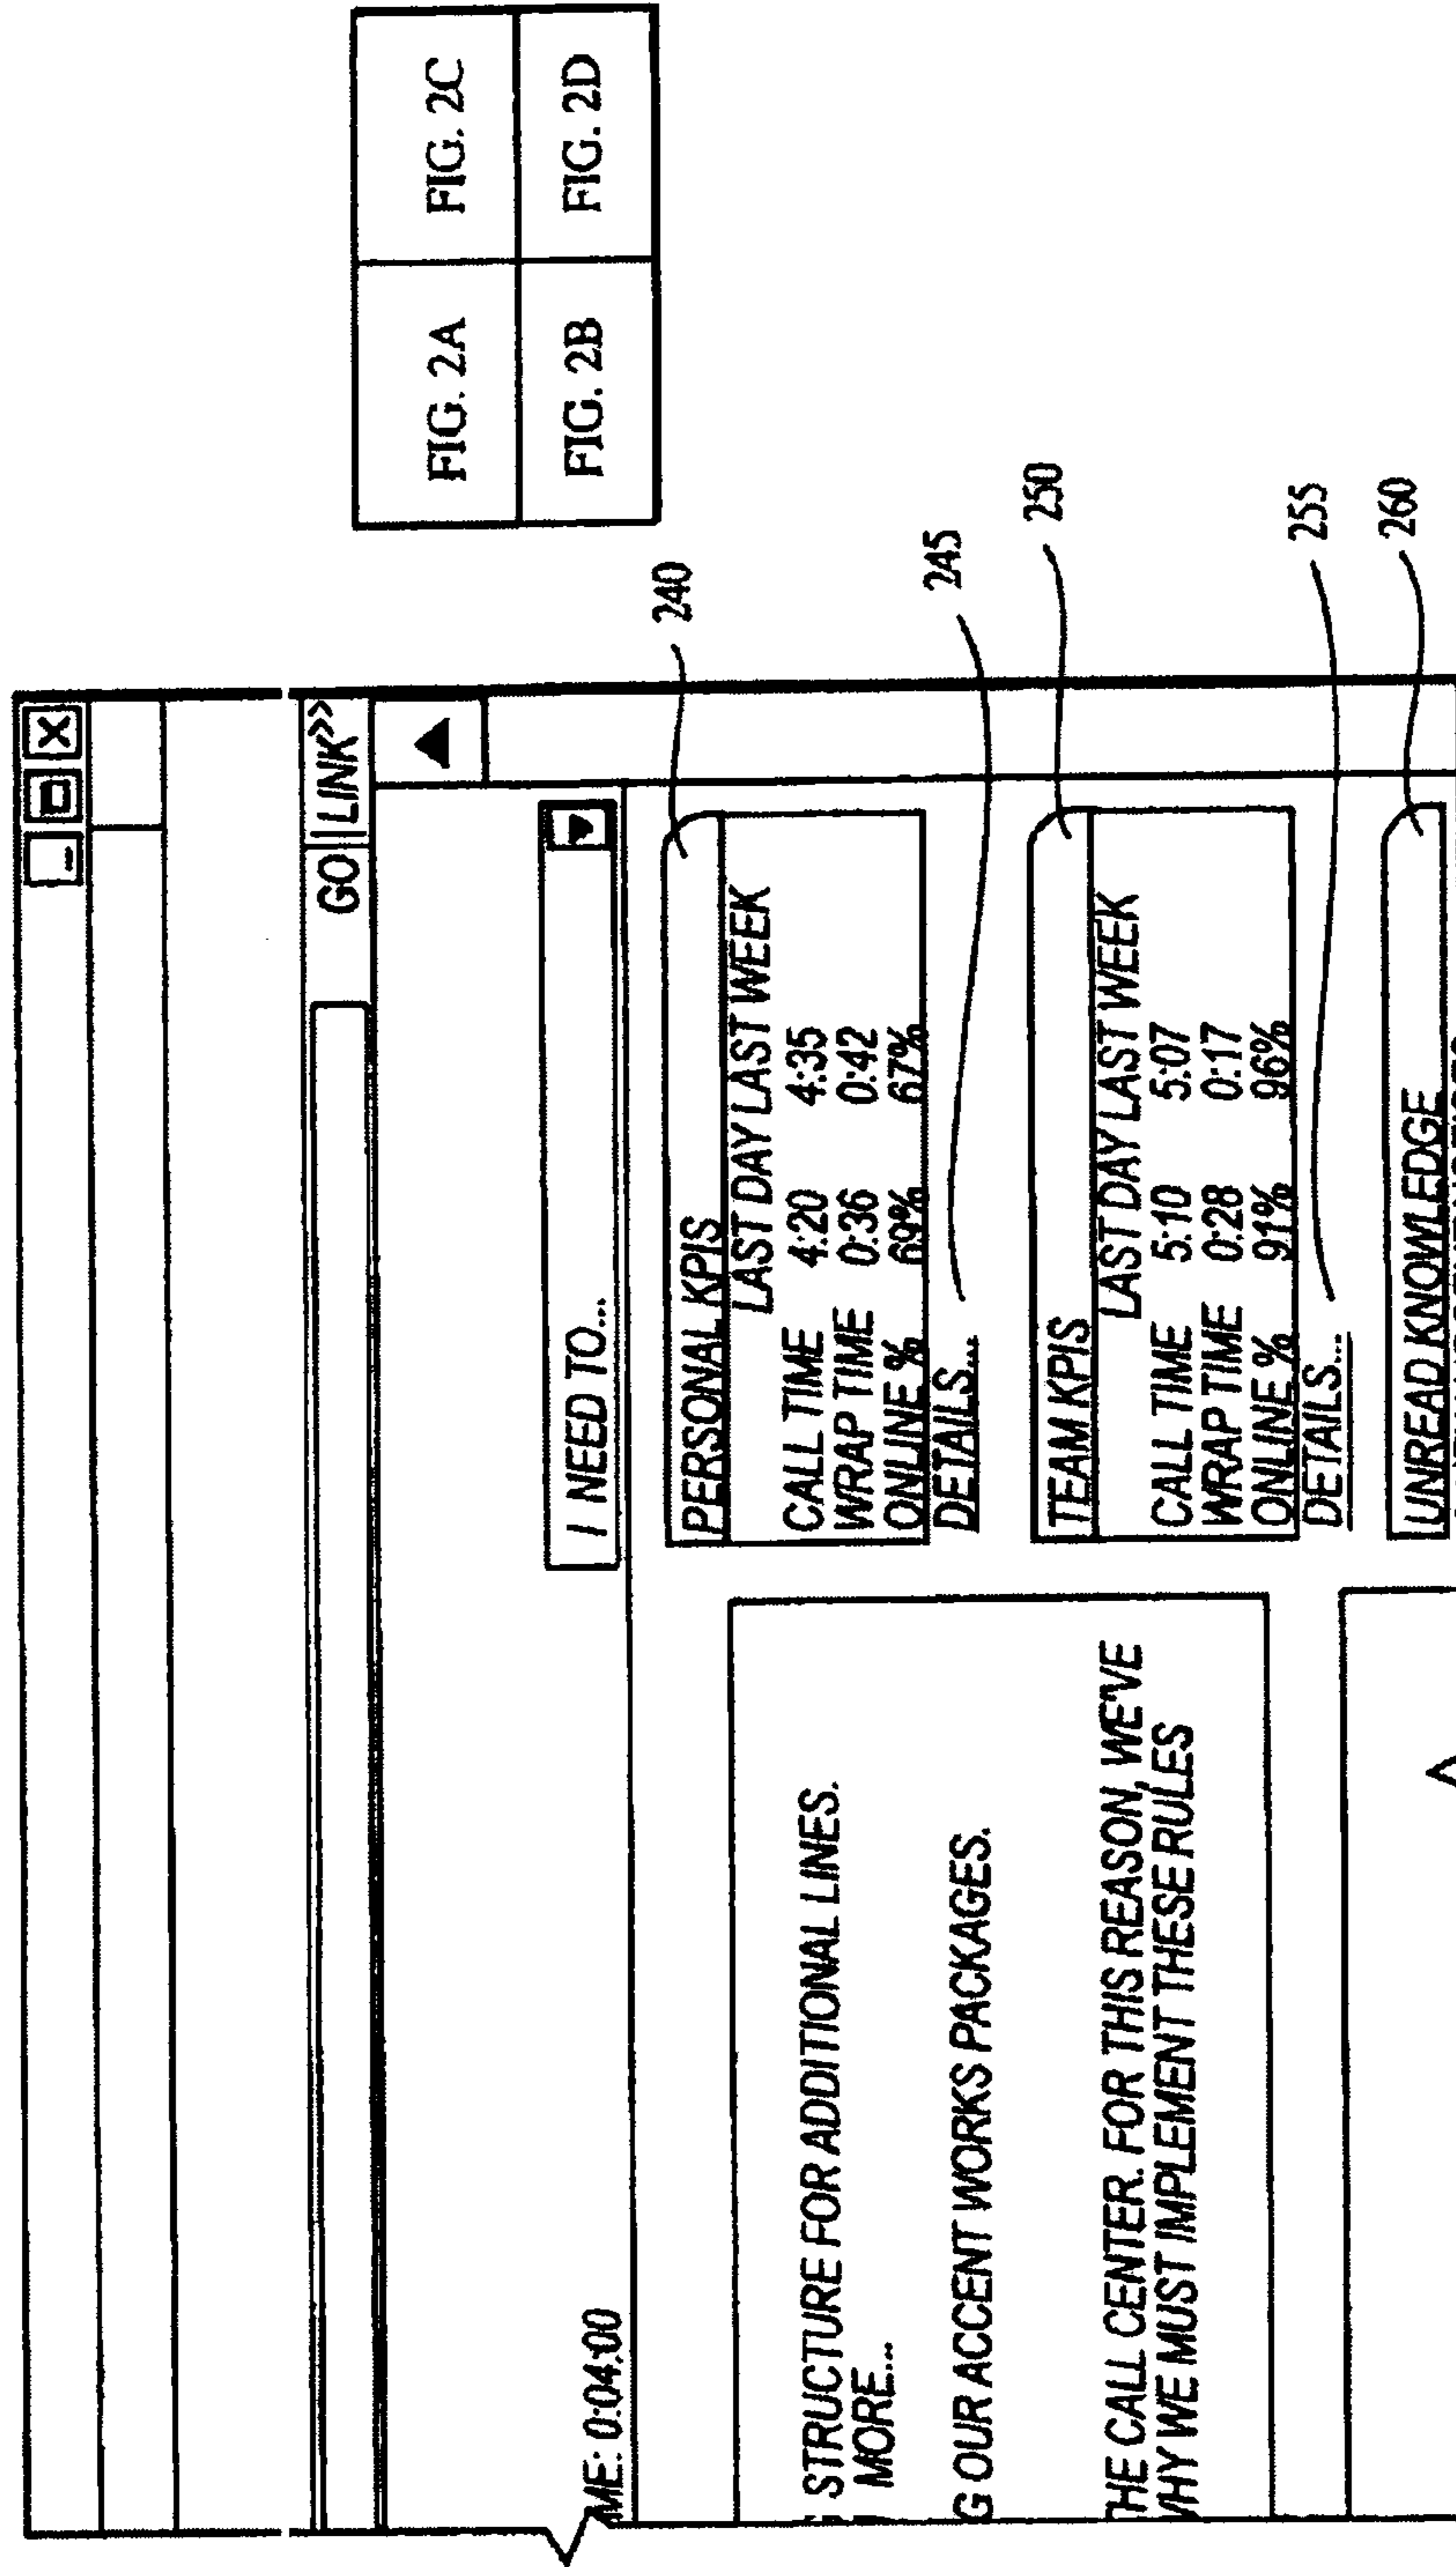 FIG. 2A FIG. 2C
FIG. 2B FIG. 2D
GO LINK>>
I NEED TO...
ME: 0:04:00
STRUCTURE FOR ADDITIONAL LINES.
MORE...
G OUR ACCENT WORKS PACKAGES.
HE CALL CENTER. FOR THIS REASON, WE'VE
WHY WE MUST IMPLEMENT THESE RULES
PERSONAL KPIS
240
LAST DAY LAST WEEK
CALL TIME 4:20 4:35
WRAP TIME 0:36 0:42
ONLINE % 69% 67%
DETAILS...
245
TEAM KPIS
250
LAST DAY LAST WEEK
CALL TIME 5:10 5:07
WRAP TIME 0:28 0:17
ONLINE % 91% 96%
DETAILS...
255
UNREAD KNOWLEDGE
260